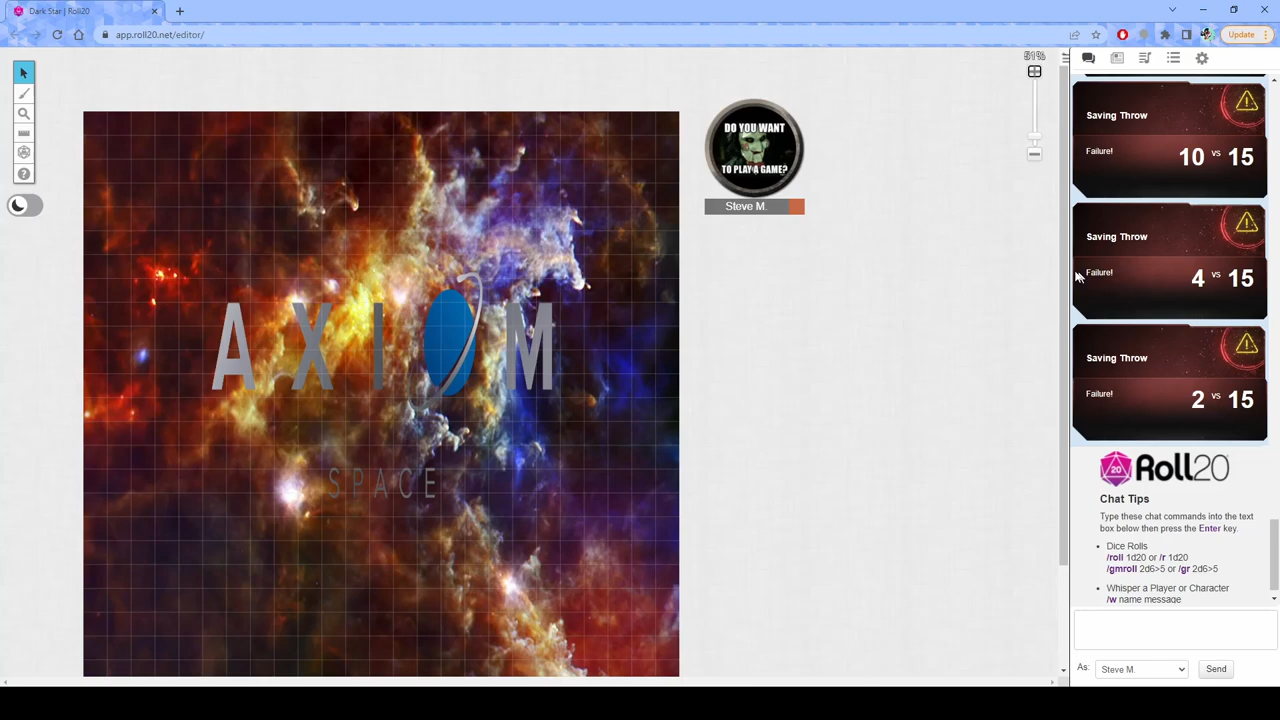 Dark Star | Roll20
app.roll20.net/editor/
Update
51%
DO YOU WANT
TO PLAY A GAME?
Steve M.
AXIOM
SPACE
Saving Throw
Failure!
10 vs 15
Saving Throw
Failure!
4 vs 15
Saving Throw
Failure!
2 vs 15
20 Roll20
Chat Tips
Type these chat commands into the text
box below then press the Enter key.
• Dice Rolls
/roll 1d20 or /r 1d20
/gmroll 2d6>5 or /gr 2d6>5
• Whisper a Player or Character
/w name message
As: Steve M. Send